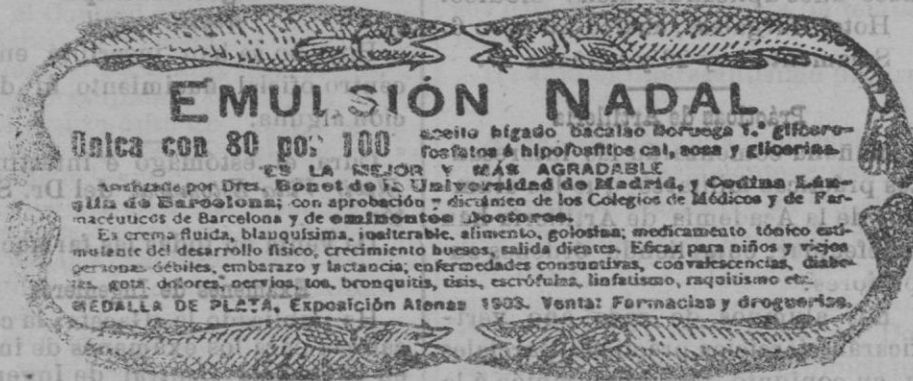 EMULSIÓN NADAL
Única con 80 por 100 aceite hígado bacalao Noruega 1.ª glicero-
fosfatos é hipofosfitos cal, sosa y glicerina.
ES LA MEJOR Y MÁS AGRADABLE
Analizada por Dres. Bonet de la Universidad de Madrid, y Codina Län-
glin de Barcelona; con aprobación y dictámen de los Colegios de Médicos y de Far-
macéuticos de Barcelona y de eminentes Doctores.
Es crema fluida, blanquísima, inalterable, alimento, golosina; medicamento tónico esti-
mulante del desarrollo físico, crecimiento huesos, salida dientes. Eficaz para niños y viejos
personas débiles, embarazo y lactancia; enfermedades consuntivas, convalescencias, diabe-
tes, gota, dolores, nervios, tos, bronquitis, tisis, escrófulas, linfatismo, raquitismo etc.
MEDALLA DE PLATA, Exposición Atenas 1903. Venta: Farmacias y droguerías.